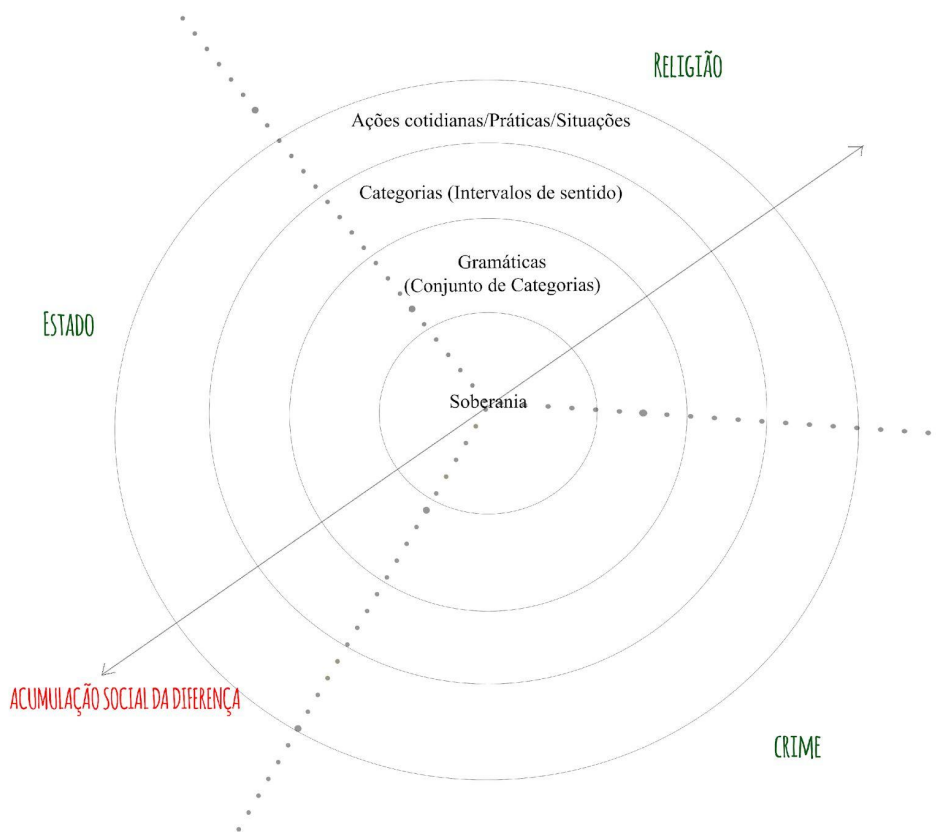 RELIGIÃO
Ações cotidianas/Práticas/Situações
Categorias (Intervalos de sentido)
Gramáticas
(Conjunto de Categorias)
ESTADO
Soberania
ACUMULAÇÃO SOCIAL DA DIFERENÇA
CRIME